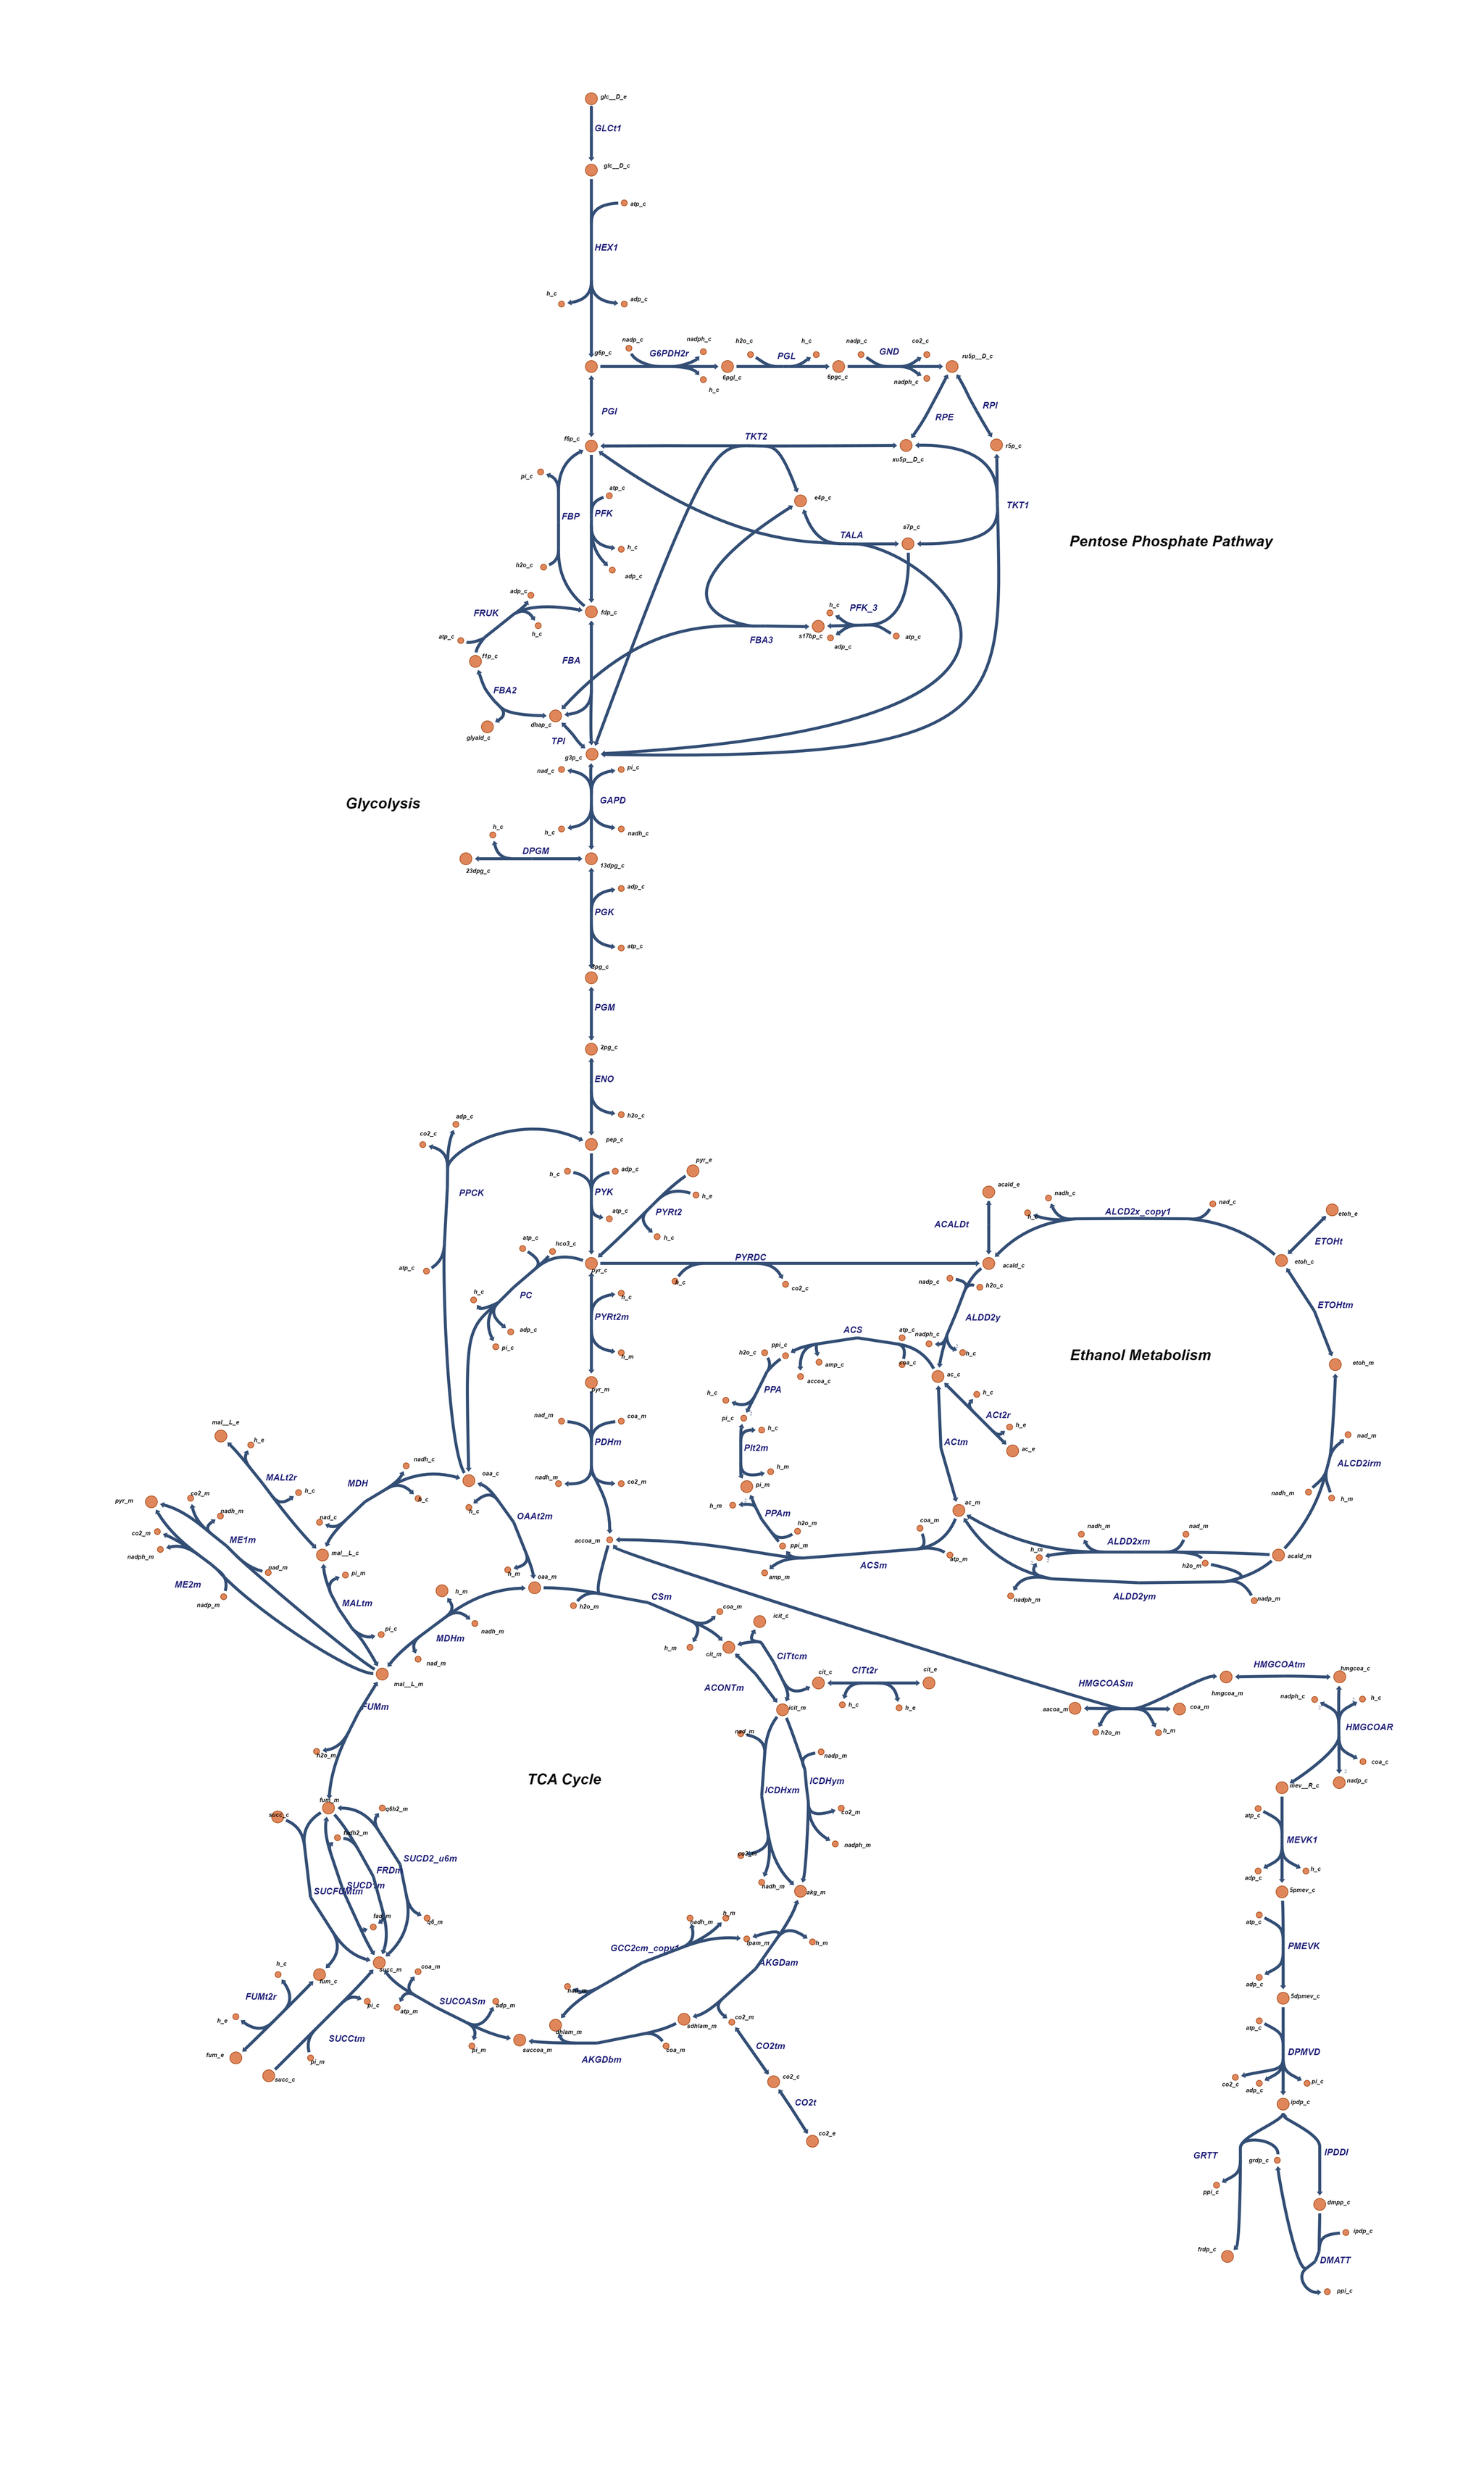 glc__D_e
GLCt1
glc__D_c
atp_c
HEX1
h_c
adp_c
g6p_c
nadp_c
G6PDH2r
nadph_c
h_c
6pgl_c
h2o_c
PGL
h_c
6pgc_c
nadp_c
GND
co2_c
nadph_c
ru5p__D_c
PGI
RPE
RPI
f6p_c
TKT2
xu5p__D_c
r5p_c
pi_c
FBP
atp_c
PFK
e4p_c
TKT1
s7p_c
TALA
Pentose Phosphate Pathway
h_c
adp_c
h2o_c
adp_c
FRUK
h_c
fdp_c
h_c
PFK_3
s17bp_c
adp_c
atp_c
FBA3
atp_c
f1p_c
FBA
FBA2
dhap_c
glyald_c
TPI
g3p_c
nad_c
pi_c
GAPD
Glycolysis
h_c
nadh_c
h_c
DPGM
23dpg_c
13dpg_c
adp_c
PGK
atp_c
3pg_c
PGM
2pg_c
ENO
h2o_c
adp_c
co2_c
pep_c
PPCK
h_c
adp_c
PYK
atp_c
pyr_e
h_e
PYRt2
h_c
acald_e
ACALDt
nadh_c
h_c
ALCD2x_copy1
nad_c
etoh_e
ETOHt
atp_c
atp_c
hco3_c
pyr_c
PYRDC
h_c
co2_c
acald_c
etoh_c
h_c
PC
adp_c
pi_c
h_c
PYRt2m
h_m
nadp_c
h2o_c
ALDD2y
ETOHtm
nadph_c
h_c
ACS
atp_c
coa_c
ppi_c
h2o_c
amp_c
accoa_c
Ethanol Metabolism
etoh_m
pyr_m
PPA
h_c
pi_c
ac_c
h_c
ACt2r
h_e
ac_e
mal__L_e
h_e
MALt2r
h_c
nad_m
coa_m
PDHm
nadh_m
co2_m
h_c
PIt2m
h_m
pi_m
ACtm
nad_m
ALCD2irm
nadh_m
h_m
nadh_c
MDH
h_c
oaa_c
h_c
OAAt2m
h_m
pyr_m
co2_m
nadh_m
ME1m
nad_m
co2_m
nadph_m
ME2m
nadp_m
nad_c
mal__L_c
pi_m
MALtm
pi_c
h_m
PPAm
h2o_m
ppi_m
ac_m
coa_m
atp_m
ACSm
amp_m
accoa_m
nadh_m
ALDD2xm
nad_m
h_m
h2o_m
acald_m
nadph_m
ALDD2ym
nadp_m
h_m
MDHm
nadh_m
nad_m
mal__L_m
oaa_m
h2o_m
CSm
coa_m
h_m
cit_m
icit_c
CITtcm
ACONTm
cit_c
CITt2r
cit_e
h_c
h_e
icit_m
HMGCOASm
aacoa_m
h2o_m
h_m
coa_m
hmgcoa_m
HMGCOAtm
hmgcoa_c
nadph_c
h_c
HMGCOAR
coa_c
mev__R_c
nadp_c
FUMm
h2o_m
TCA Cycle
nad_m
nadp_m
ICDHxm
ICDHym
co2_m
nadph_m
co2_m
nadh_m
akg_m
atp_c
MEVK1
adp_c
h_c
5pmev_c
fum_m
succ_c
q6h2_m
fadh2_m
SUCD2_u6m
FRDm
SUCD1m
SUCFUMtm
fad_m
q6_m
succ_m
atp_c
PMEVK
adp_c
5dpmev_c
nadh_m
h_m
lpam_m
GCC2cm_copy1
h_m
AKGDam
h_c
FUMt2r
fum_c
h_e
fum_e
pi_c
SUCCtm
pi_m
succ_c
coa_m
atp_m
SUCOASm
adp_m
pi_m
succoa_m
nad_m
dhlam_m
AKGDbm
coa_m
sdhlam_m
co2_m
CO2tm
co2_c
CO2t
co2_e
atp_c
DPMVD
co2_c
adp_c
pi_c
ipdp_c
GRTT
grdp_c
IPDDI
ppi_c
dmpp_c
frdp_c
ipdp_c
DMATT
ppi_c